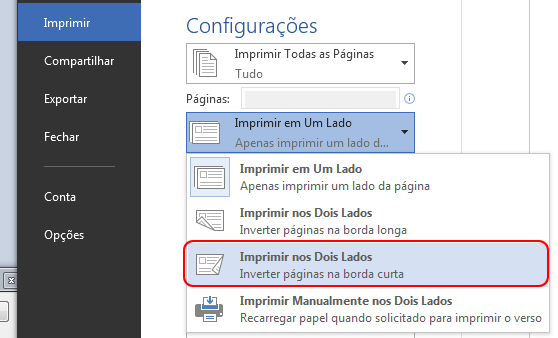 Imprimir
Compartilhar
Exportar
Fechar
Conta
Opções
Configurações
Imprimir Todas as Páginas
Tudo
Páginas:
Imprimir em Um Lado
Apenas imprimir um lado d...
Imprimir em Um Lado
Apenas imprimir um lado da página
Imprimir nos Dois Lados
Inverter páginas na borda longa
Imprimir nos Dois Lados
Inverter páginas na borda curta
Imprimir Manualmente nos Dois Lados
Recarregar papel quando solicitado para imprimir o verso